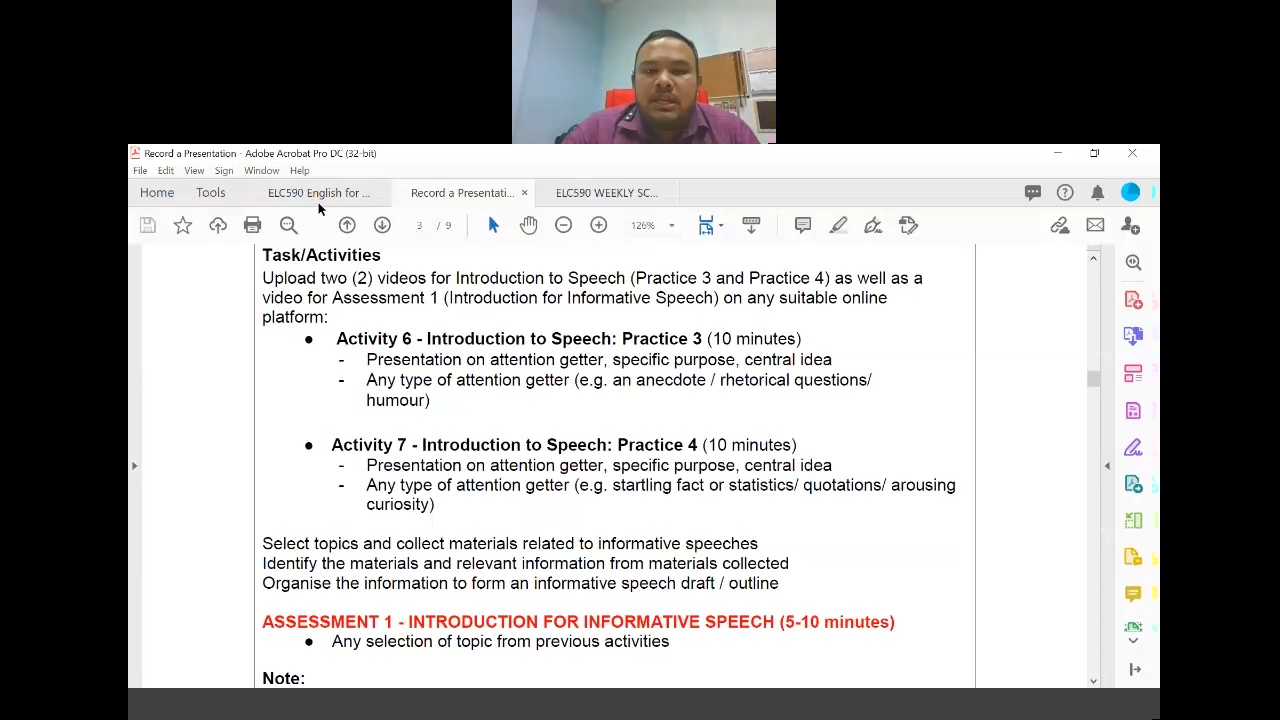 Record a Presentation - Adobe Acrobat Pro DC (32-bit)
File Edit View Sign Window Help
Home Tools ELC590 English for ... Record a Presentati... × ELC590 WEEKLY SC...
3 / 9 126%
Task/Activities
Upload two (2) videos for Introduction to Speech (Practice 3 and Practice 4) as well as a
video for Assessment 1 (Introduction for Informative Speech) on any suitable online
platform:
● Activity 6 - Introduction to Speech: Practice 3 (10 minutes)
- Presentation on attention getter, specific purpose, central idea
- Any type of attention getter (e.g. an anecdote / rhetorical questions/
humour)
● Activity 7 - Introduction to Speech: Practice 4 (10 minutes)
- Presentation on attention getter, specific purpose, central idea
- Any type of attention getter (e.g. startling fact or statistics/ quotations/ arousing
curiosity)
Select topics and collect materials related to informative speeches
Identify the materials and relevant information from materials collected
Organise the information to form an informative speech draft / outline
ASSESSMENT 1 - INTRODUCTION FOR INFORMATIVE SPEECH (5-10 minutes)
● Any selection of topic from previous activities
Note: